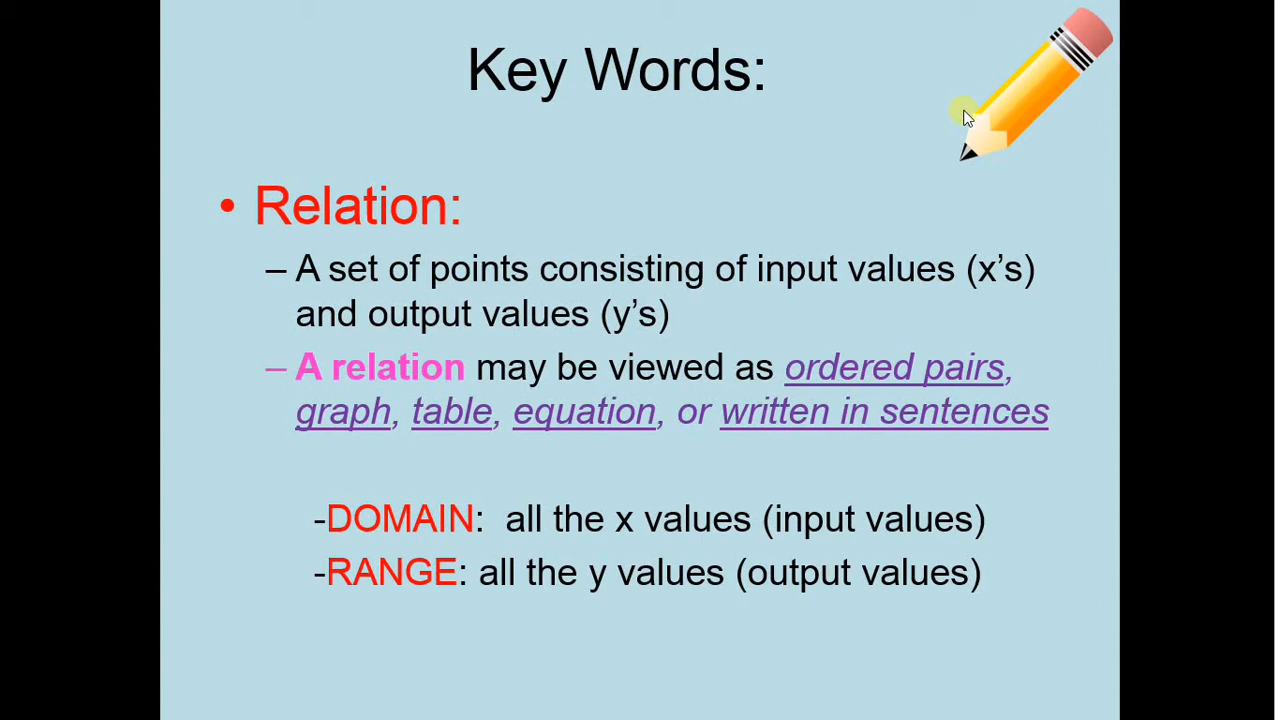 Key Words:
• Relation:
– A set of points consisting of input values (x’s)
and output values (y’s)
– A relation may be viewed as ordered pairs,
graph, table, equation, or written in sentences
-DOMAIN:  all the x values (input values)
-RANGE: all the y values (output values)